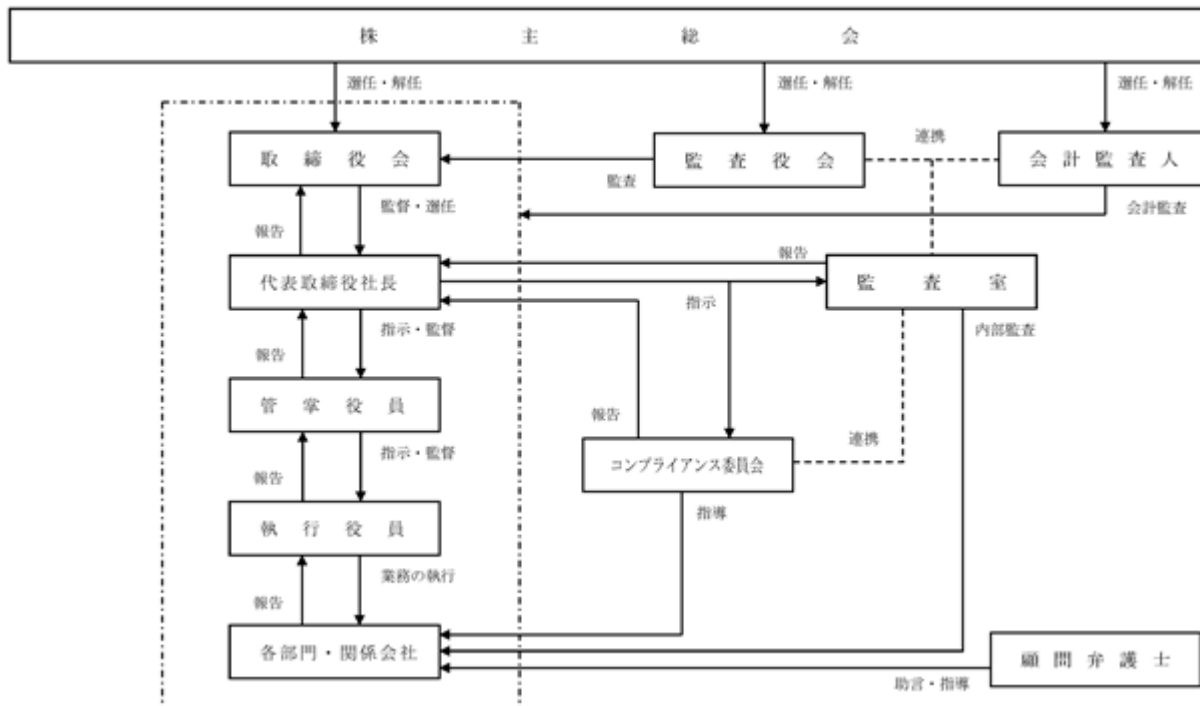 株主総会
選任・解任
選任・解任
選任・解任
取締役会
監査役会
連携
会計監査人
監査
監督・選任
会計監査
報告
報告
代表取締役社長
監査室
指示
指示・監督
内部監査
報告
管掌役員
報告
連携
指示・監督
コンプライアンス委員会
報告
指導
執行役員
業務の執行
報告
各部門・関係会社
顧問弁護士
助言・指導